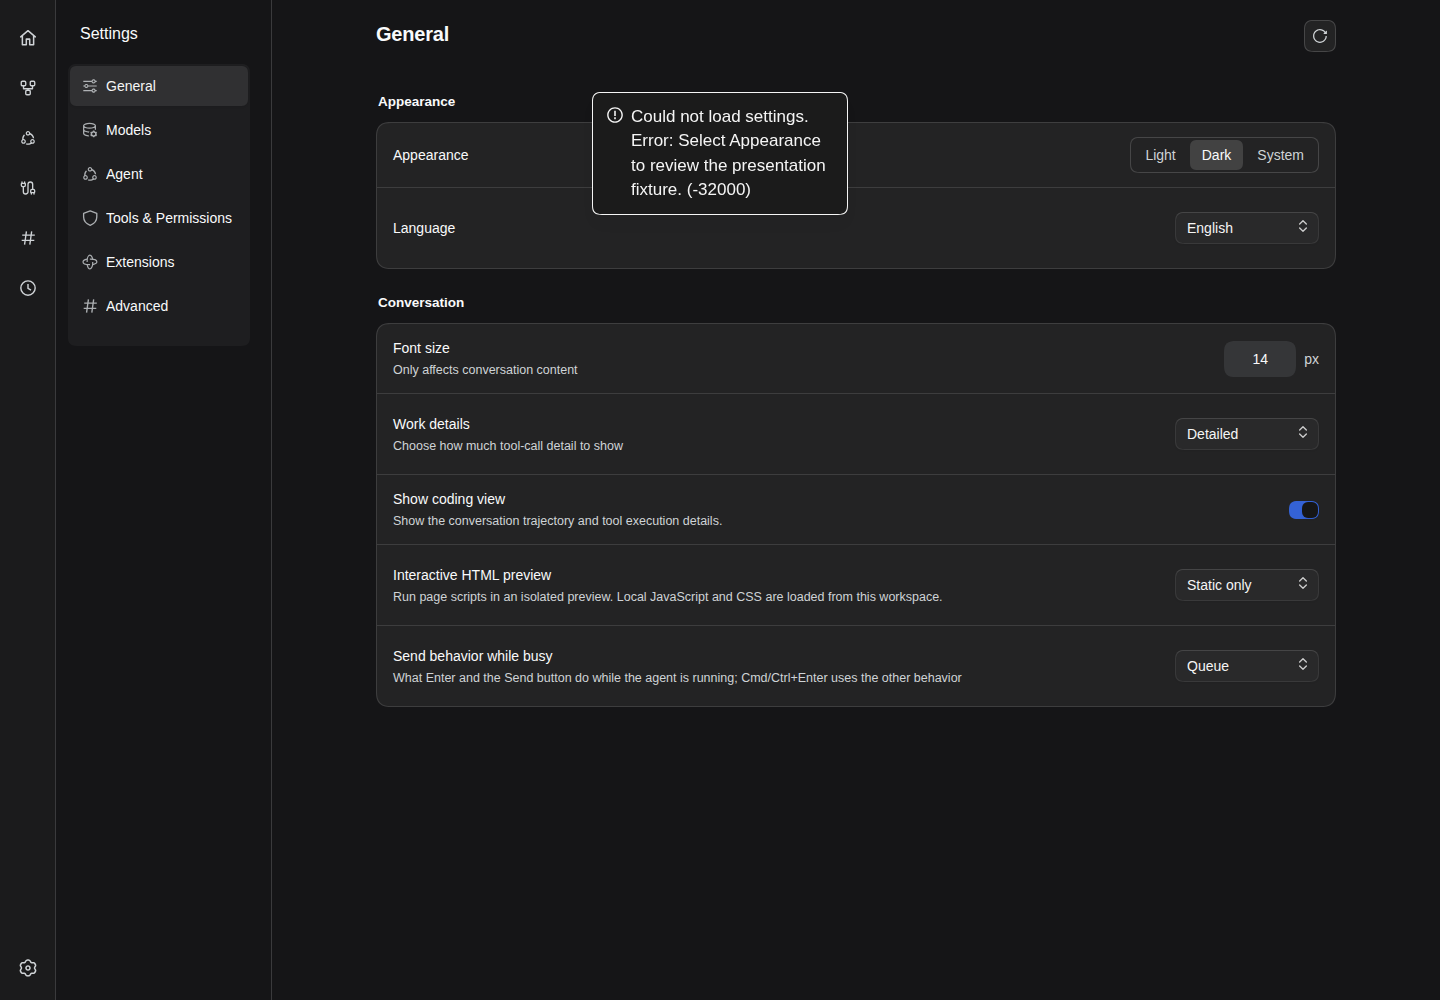 Settings
General
Models
Agent
Tools & Permissions
Extensions
Advanced
General
Appearance
Could not load settings.
Error: Select Appearance
to review the presentation
fixture. (-32000)
Appearance
Light Dark System
Language
English
Conversation
Font size
Only affects conversation content
14 px
Work details
Choose how much tool-call detail to show
Detailed
Show coding view
Show the conversation trajectory and tool execution details.
Interactive HTML preview
Run page scripts in an isolated preview. Local JavaScript and CSS are loaded from this workspace.
Static only
Send behavior while busy
What Enter and the Send button do while the agent is running; Cmd/Ctrl+Enter uses the other behavior
Queue